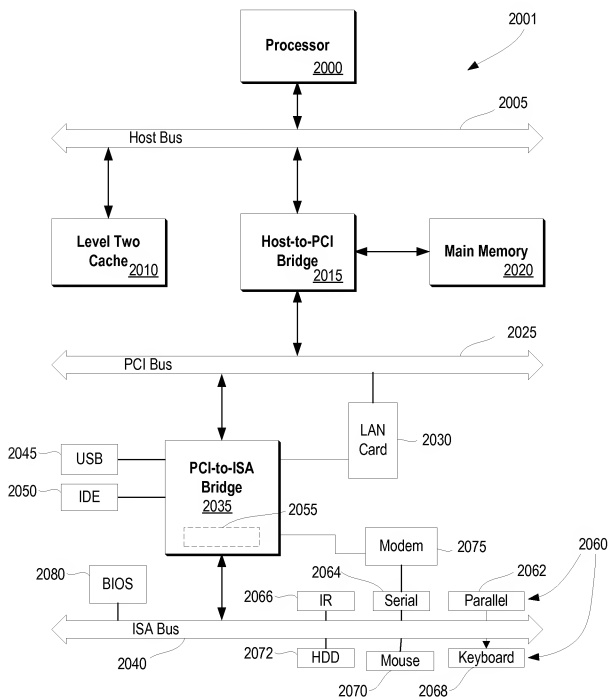 Processor
2000
2001
2005
Host Bus
Level Two
Cache 2010
Host-to-PCI
Bridge
2015
Main Memory
2020
2025
PCI Bus
LAN
Card
2030
2045
USB
2050
IDE
PCI-to-ISA
Bridge
2035
2055
Modem
2075
2080
BIOS
2066
IR
2064
Serial
2062
Parallel
2060
ISA Bus
2040
2072
HDD
Mouse
2070
Keyboard
2068